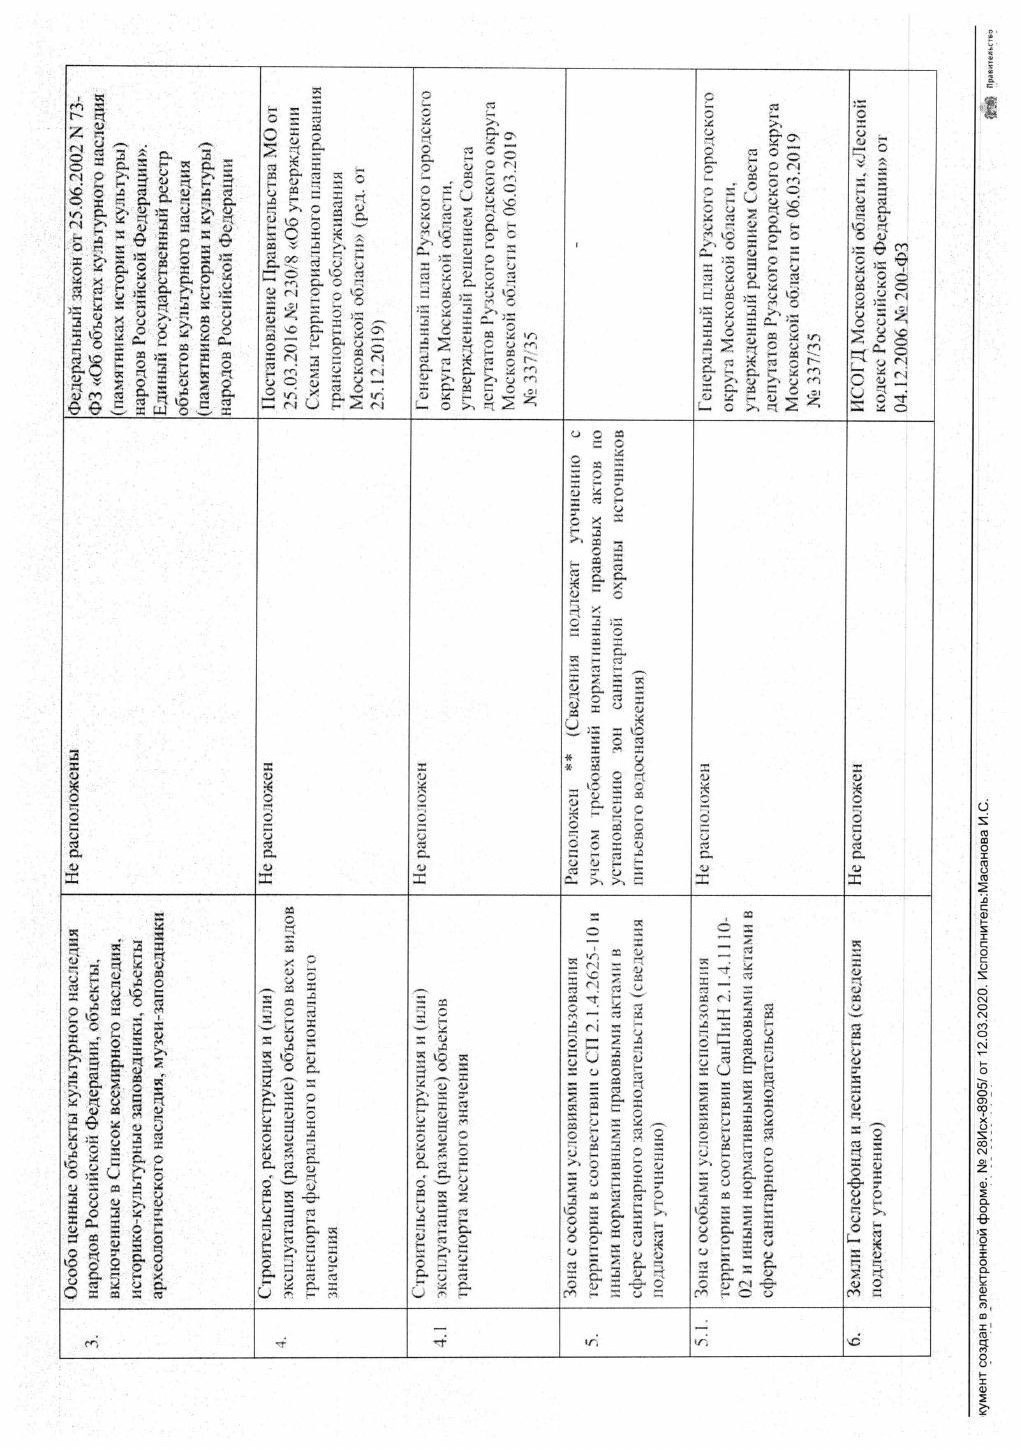 3.
Особо ценные объекты культурного наследия
народов Российской Федерации, объекты,
включенные в Список всемирного наследия,
историко-культурные заповедники, объекты
археологического наследия, музеи-заповедники
Не расположены
Федеральный закон от 25.06.2002 N 73-
ФЗ «Об объектах культурного наследия
(памятниках истории и культуры)
народов Российской Федерации».
Единый государственный реестр
объектов культурного наследия
(памятников истории и культуры)
народов Российской Федерации
4.
Строительство, реконструкция и (или)
эксплуатация (размещение) объектов всех видов
транспорта федерального и регионального
значения
Не расположен
Постановление Правительства МО от
25.03.2016 № 230/8 «Об утверждении
Схемы территориального планирования
транспортного обслуживания
Московской области» (ред. от
25.12.2019)
4.1
Строительство, реконструкция и (или)
эксплуатация (размещение) объектов
транспорта местного значения
Не расположен
Генеральный план Рузского городского
округа Московской области,
утвержденный решением Совета
депутатов Рузского городского округа
Московской области от 06.03.2019
№ 337/35
5.
Зона с особыми условиями использования
территории в соответствии с СП 2.1.4.2625-10 и
иными нормативными правовыми актами в
сфере санитарного законодательства (сведения
подлежат уточнению)
Расположен ** (Сведения подлежат уточнению с
учетом требований нормативных правовых актов по
установлению зон санитарной охраны источников
питьевого водоснабжения)
-
5.1.
Зона с особыми условиями использования
территории в соответствии СанПиН 2.1.4.1110-
02 и иными нормативными правовыми актами в
сфере санитарного законодательства
Не расположен
Генеральный план Рузского городского
округа Московской области,
утвержденный решением Совета
депутатов Рузского городского округа
Московской области от 06.03.2019
№ 337/35
6.
Земли Гослесфонда и лесничества (сведения
подлежат уточнению)
Не расположен
ИСОГД Московской области, «Лесной
кодекс Российской Федерации» от
04.12.2006 № 200-ФЗ
кумент создан в электронной форме. № 28Исх-8905/ от 12.03.2020. Исполнитель:Масанова И.С.
Правительство